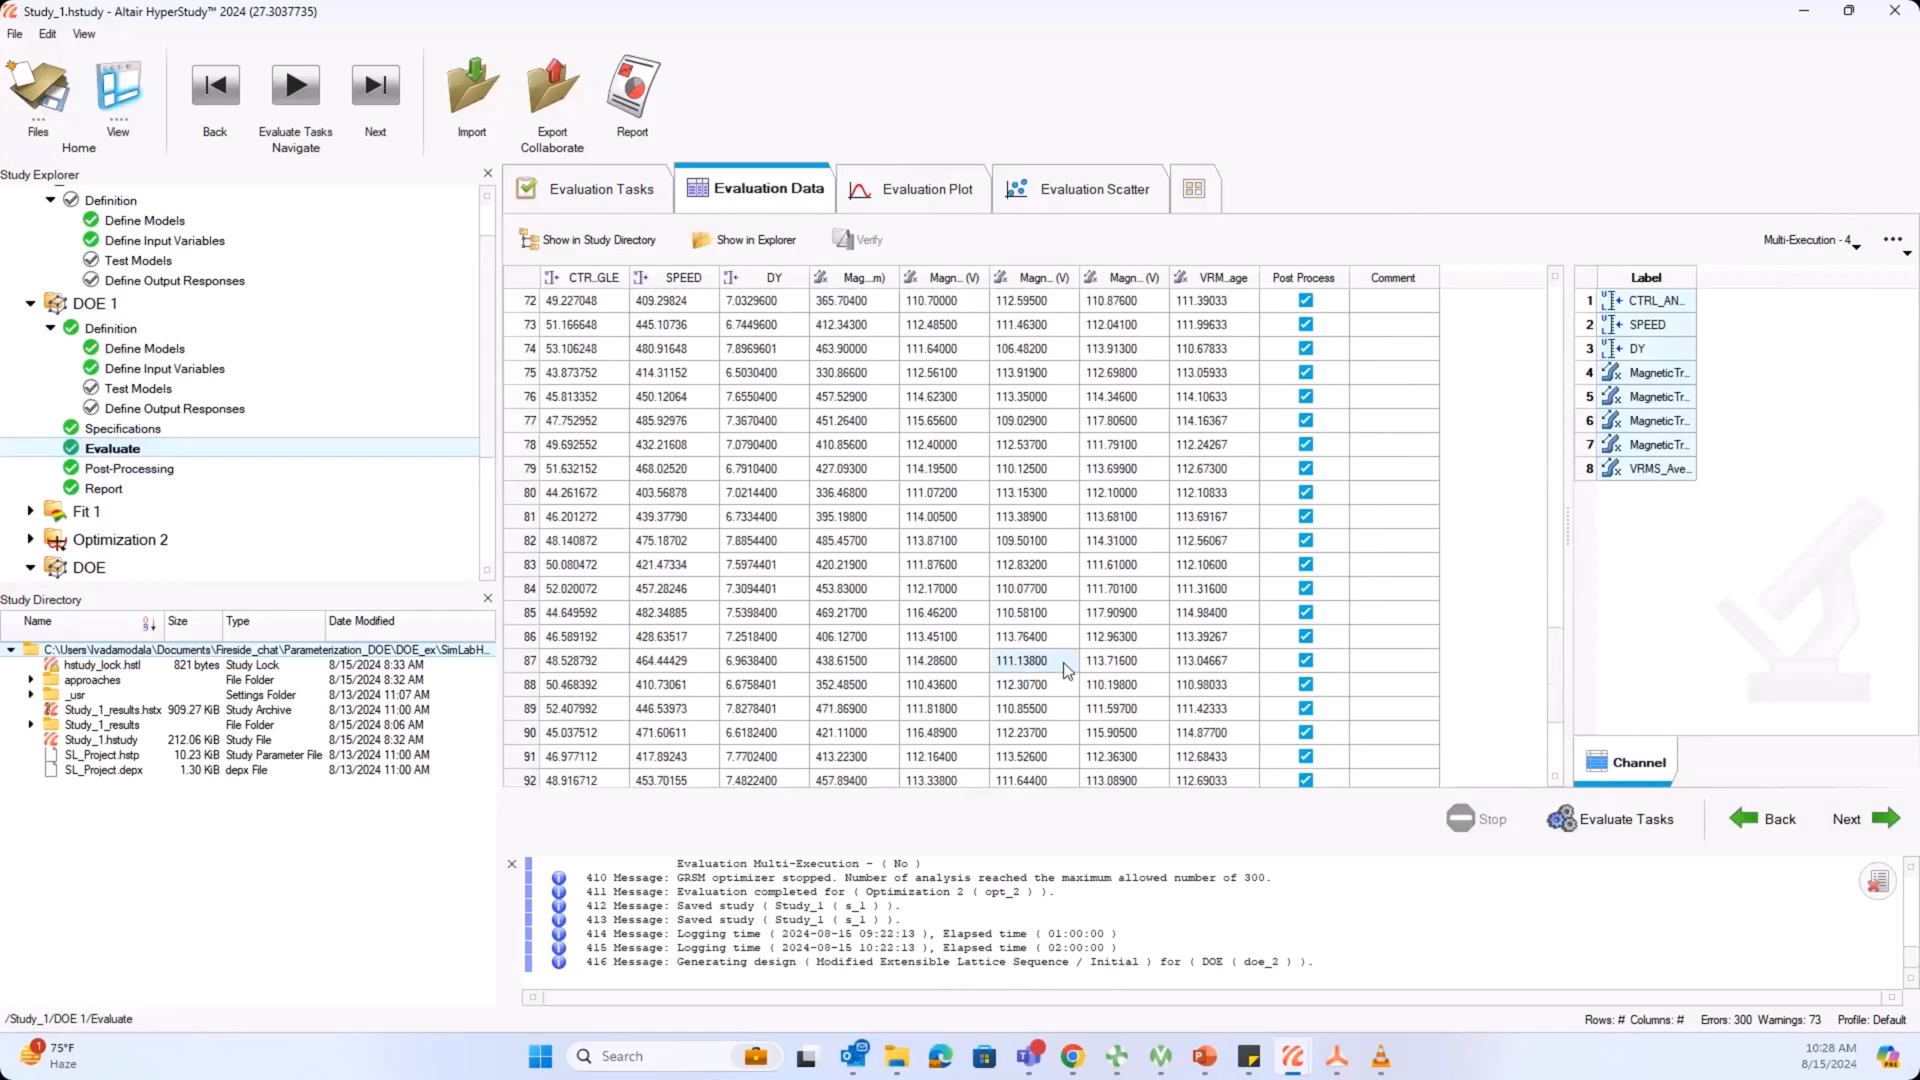 Study_1.hstudy - Altair HyperStudy™ 2024 (27.3037735)
File Edit View
Files View Back Evaluate Tasks Next Import Export Report
Home Navigate Collaborate
Study Explorer
Definition
Define Models
Define Input Variables
Test Models
Define Output Responses
DOE 1
Definition
Define Models
Define Input Variables
Test Models
Define Output Responses
Specifications
Evaluate
Post-Processing
Report
Fit 1
Optimization 2
DOE
Study Directory
Name Size Type Date Modified
C:\Users\lvadamodala\Documents\Fireside_chat\Parameterization_DOE\DOE_ex\SimLabH...
hstudy_lock.hstl 821 bytes Study Lock 8/15/2024 8:33 AM
approaches File Folder 8/15/2024 8:32 AM
_usr Settings Folder 8/13/2024 11:07 AM
Study_1_results.hstx 909.27 KiB Study Archive 8/13/2024 11:00 AM
Study_1_results File Folder 8/15/2024 8:06 AM
Study_1.hstudy 212.06 KiB Study File 8/15/2024 8:32 AM
SL_Project.hstp 10.23 KiB Study Parameter File 8/13/2024 11:00 AM
SL_Project.depx 1.30 KiB depx File 8/13/2024 11:00 AM
Evaluation Tasks Evaluation Data Evaluation Plot Evaluation Scatter
Show in Study Directory Show in Explorer Verify Multi-Execution - 4
CTR_GLE SPEED DY Mag...m) Magn... (V) Magn... (V) Magn... (V) VRM...age Post Process Comment
72 49.227048 409.29824 7.0329600 365.70400 110.70000 112.59500 110.87600 111.39033
73 51.166648 445.10736 6.7449600 412.34300 112.48500 111.46300 112.04100 111.99633
74 53.106248 480.91648 7.8969601 463.90000 111.64000 106.48200 113.91300 110.67833
75 43.873752 414.31152 6.5030400 330.86600 112.56100 113.91900 112.69800 113.05933
76 45.813352 450.12064 7.6550400 457.52900 114.62300 113.35000 114.34600 114.10633
77 47.752952 485.92976 7.3670400 451.26400 115.65600 109.02900 117.80600 114.16367
78 49.692552 432.21608 7.0790400 410.85600 112.40000 112.53700 111.79100 112.24267
79 51.632152 468.02520 6.7910400 427.09300 114.19500 110.12500 113.69900 112.67300
80 44.261672 403.56878 7.0214400 336.46800 111.07200 113.15300 112.10000 112.10833
81 46.201272 439.37790 6.7334400 395.19800 114.00500 113.38900 113.68100 113.69167
82 48.140872 475.18702 7.8854400 485.45700 113.87100 109.50100 114.31000 112.56067
83 50.080472 421.47334 7.5974401 420.21900 111.87600 112.83200 111.61000 112.10600
84 52.020072 457.28246 7.3094401 453.83000 112.17000 110.07700 111.70100 111.31600
85 44.649592 482.34885 7.5398400 469.21700 116.46200 110.58100 117.90900 114.98400
86 46.589192 428.63517 7.2518400 406.12700 113.45100 113.76400 112.96300 113.39267
87 48.528792 464.44429 6.9638400 438.61500 114.28600 111.13800 113.71600 113.04667
88 50.468392 410.73061 6.6758401 352.48500 110.43600 112.30700 110.19800 110.98033
89 52.407992 446.53973 7.8278401 471.86900 111.81800 110.85500 111.59700 111.42333
90 45.037512 471.60611 6.6182400 421.11000 116.48900 112.23700 115.90500 114.87700
91 46.977112 417.89243 7.7702400 413.22300 112.16400 113.52600 112.36300 112.68433
92 48.916712 453.70155 7.4822400 457.89400 113.33800 111.64400 113.08900 112.69033
Label
1 CTRL_AN...
2 SPEED
3 DY
4 MagneticTr...
5 MagneticTr...
6 MagneticTr...
7 MagneticTr...
8 VRMS_Ave...
Channel
Stop Evaluate Tasks Back Next
Evaluation Multi-Execution - ( No )
410 Message: GRSM optimizer stopped. Number of analysis reached the maximum allowed number of 300.
411 Message: Evaluation completed for ( Optimization 2 ( opt_2 ) ).
412 Message: Saved study ( Study_1 ( s_1 ) ).
413 Message: Saved study ( Study_1 ( s_1 ) ).
414 Message: Logging time ( 2024-08-15 09:22:13 ), Elapsed time ( 01:00:00 )
415 Message: Logging time ( 2024-08-15 10:22:13 ), Elapsed time ( 02:00:00 )
416 Message: Generating design ( Modified Extensible Lattice Sequence / Initial ) for ( DOE ( doe_2 ) ).
/Study_1/DOE 1/Evaluate Rows: # Columns: # Errors: 300 Warnings: 73 Profile: Default
1 75°F
Haze
Search
10:28 AM
8/15/2024